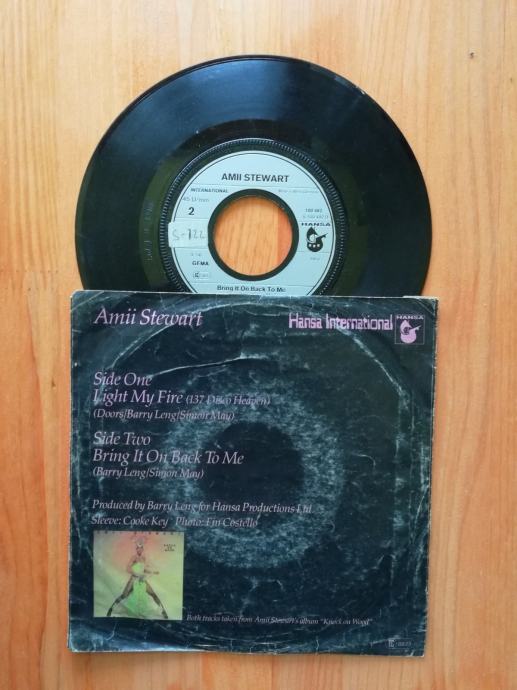 AMII STEWART
INTERNATIONAL
45 U/min
2
HANSA
S-122
GEMA
Bring It On Back To Me
Amii Stewart
Hansa International
HANSA
Side One
Light My Fire (137 Disco Heaven)
(Doors/Barry Leng/Simon May)
Side Two
Bring It On Back To Me
(Barry Leng/Simon May)
Produced by Barry Leng for Hansa Productions Ltd.
Sleeve: Cooke Key Photo: Fin Costello
Both tracks taken from Amii Stewart's album "Knock on Wood"